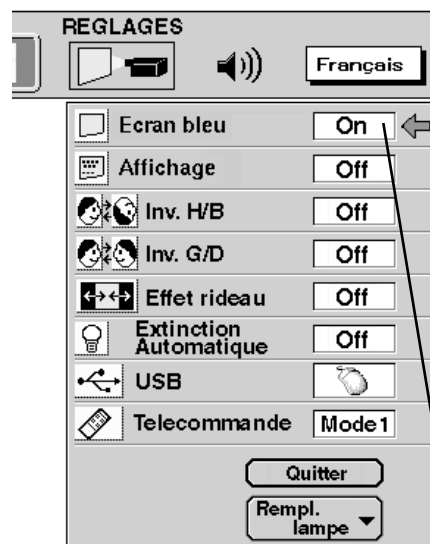 REGLAGES
Français
Ecran bleu On
Affichage Off
Inv. H/B Off
Inv. G/D Off
Effet rideau Off
Extinction
Automatique Off
USB
Telecommande Mode1
Quitter
Rempl.
lampe